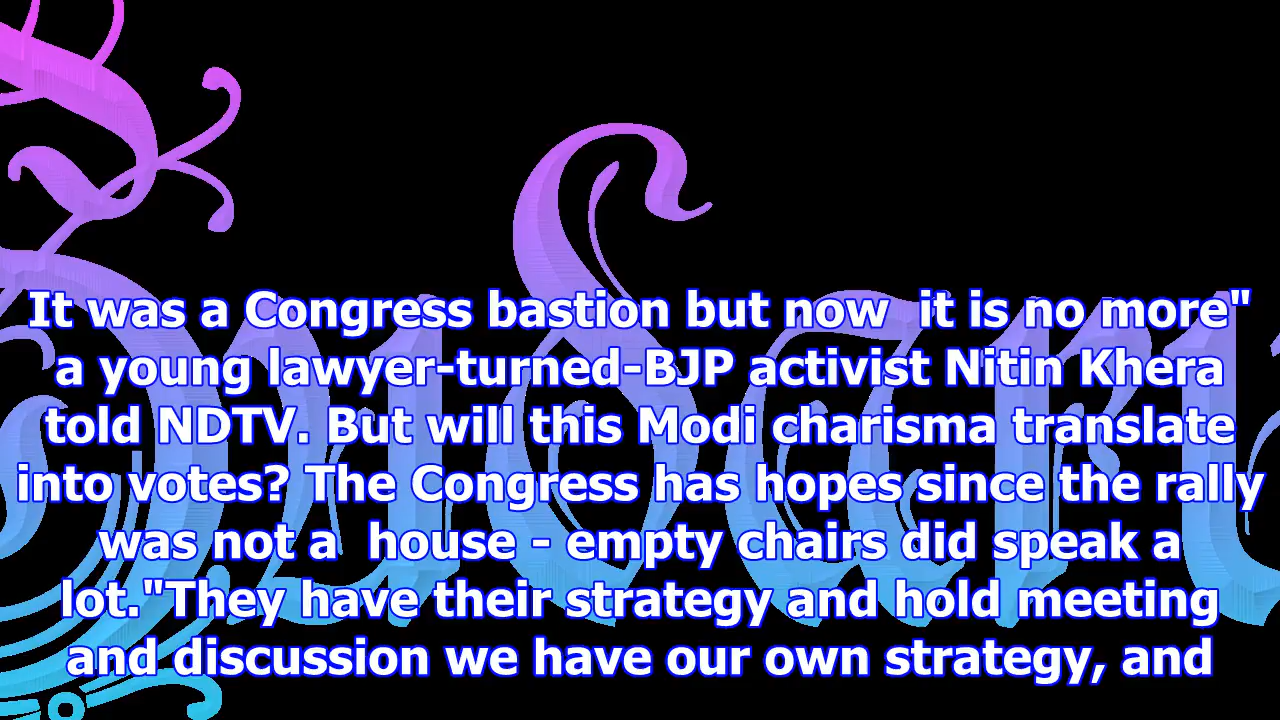 It was a Congress bastion but now  it is no more"
a young lawyer-turned-BJP activist Nitin Khera
told NDTV. But will this Modi charisma translate
into votes? The Congress has hopes since the rally
was not a  house - empty chairs did speak a
lot."They have their strategy and hold meeting
and discussion we have our own strategy, and